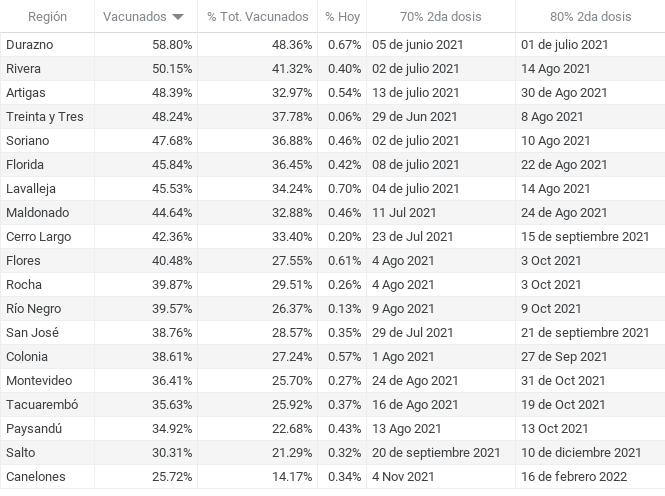 Región Vacunados % Tot. Vacunados % Hoy 70% 2da dosis 80% 2da dosis
Durazno 58.80% 48.36% 0.67% 05 de junio 2021 01 de julio 2021
Rivera 50.15% 41.32% 0.40% 02 de julio 2021 14 Ago 2021
Artigas 48.39% 32.97% 0.54% 13 de julio 2021 30 de Ago 2021
Treinta y Tres 48.24% 37.78% 0.06% 29 de Jun 2021 8 Ago 2021
Soriano 47.68% 36.88% 0.46% 02 de julio 2021 10 Ago 2021
Florida 45.84% 36.45% 0.42% 08 de julio 2021 22 de Ago 2021
Lavalleja 45.53% 34.24% 0.70% 04 de julio 2021 14 Ago 2021
Maldonado 44.64% 32.88% 0.46% 11 Jul 2021 24 de Ago 2021
Cerro Largo 42.36% 33.40% 0.20% 23 de Jul 2021 15 de septiembre 2021
Flores 40.48% 27.55% 0.61% 4 Ago 2021 3 Oct 2021
Rocha 39.87% 29.51% 0.26% 4 Ago 2021 3 Oct 2021
Río Negro 39.57% 26.37% 0.13% 9 Ago 2021 9 Oct 2021
San José 38.76% 28.57% 0.35% 29 de Jul 2021 21 de septiembre 2021
Colonia 38.61% 27.24% 0.57% 1 Ago 2021 27 de Sep 2021
Montevideo 36.41% 25.70% 0.27% 24 de Ago 2021 31 de Oct 2021
Tacuarembó 35.63% 25.92% 0.37% 16 de Ago 2021 19 de Oct 2021
Paysandú 34.92% 22.68% 0.43% 13 Ago 2021 13 Oct 2021
Salto 30.31% 21.29% 0.32% 20 de septiembre 2021 10 de diciembre 2021
Canelones 25.72% 14.17% 0.34% 4 Nov 2021 16 de febrero 2022